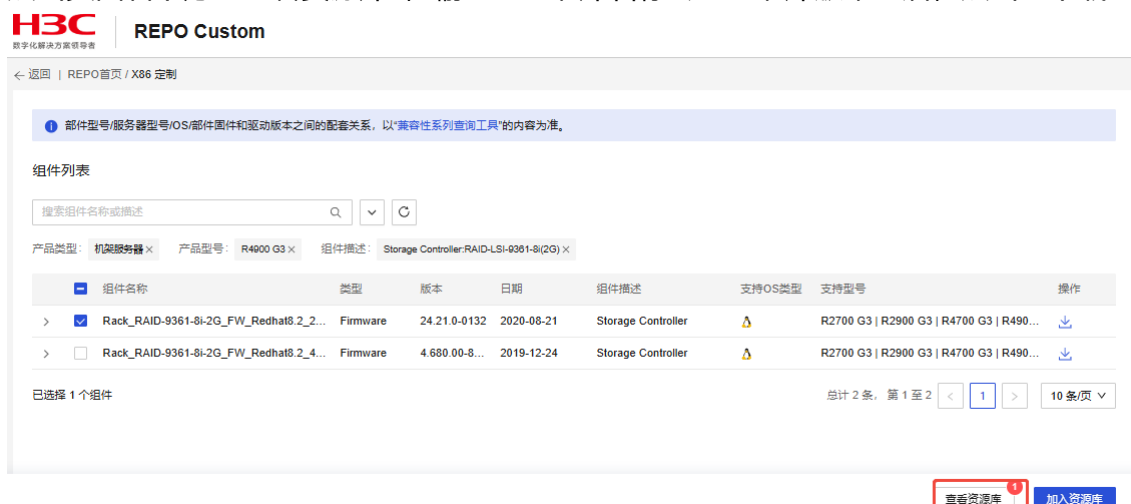 H3C
数字化解决方案领导者
REPO Custom
← 返回 | REPO首页 / X86 定制
部件型号/服务器型号/OS/部件固件和驱动版本之间的配套关系，以“兼容性系列查询工具”的内容为准。
组件列表
搜索组件名称或描述
产品类型: 机架服务器 × 产品型号: R4900 G3 × 组件描述: Storage Controller:RAID-LSI-9361-8i(2G) ×
组件名称 类型 版本 日期 组件描述 支持OS类型 支持型号 操作
Rack_RAID-9361-8i-2G_FW_Redhat8.2_2... Firmware 24.21.0-0132 2020-08-21 Storage Controller R2700 G3 | R2900 G3 | R4700 G3 | R490...
Rack_RAID-9361-8i-2G_FW_Redhat8.2_4... Firmware 4.680.00-8... 2019-12-24 Storage Controller R2700 G3 | R2900 G3 | R4700 G3 | R490...
已选择 1 个组件 总计 2 条, 第 1 至 2 < 1 > 10 条/页
查看资源库 1 加入资源库